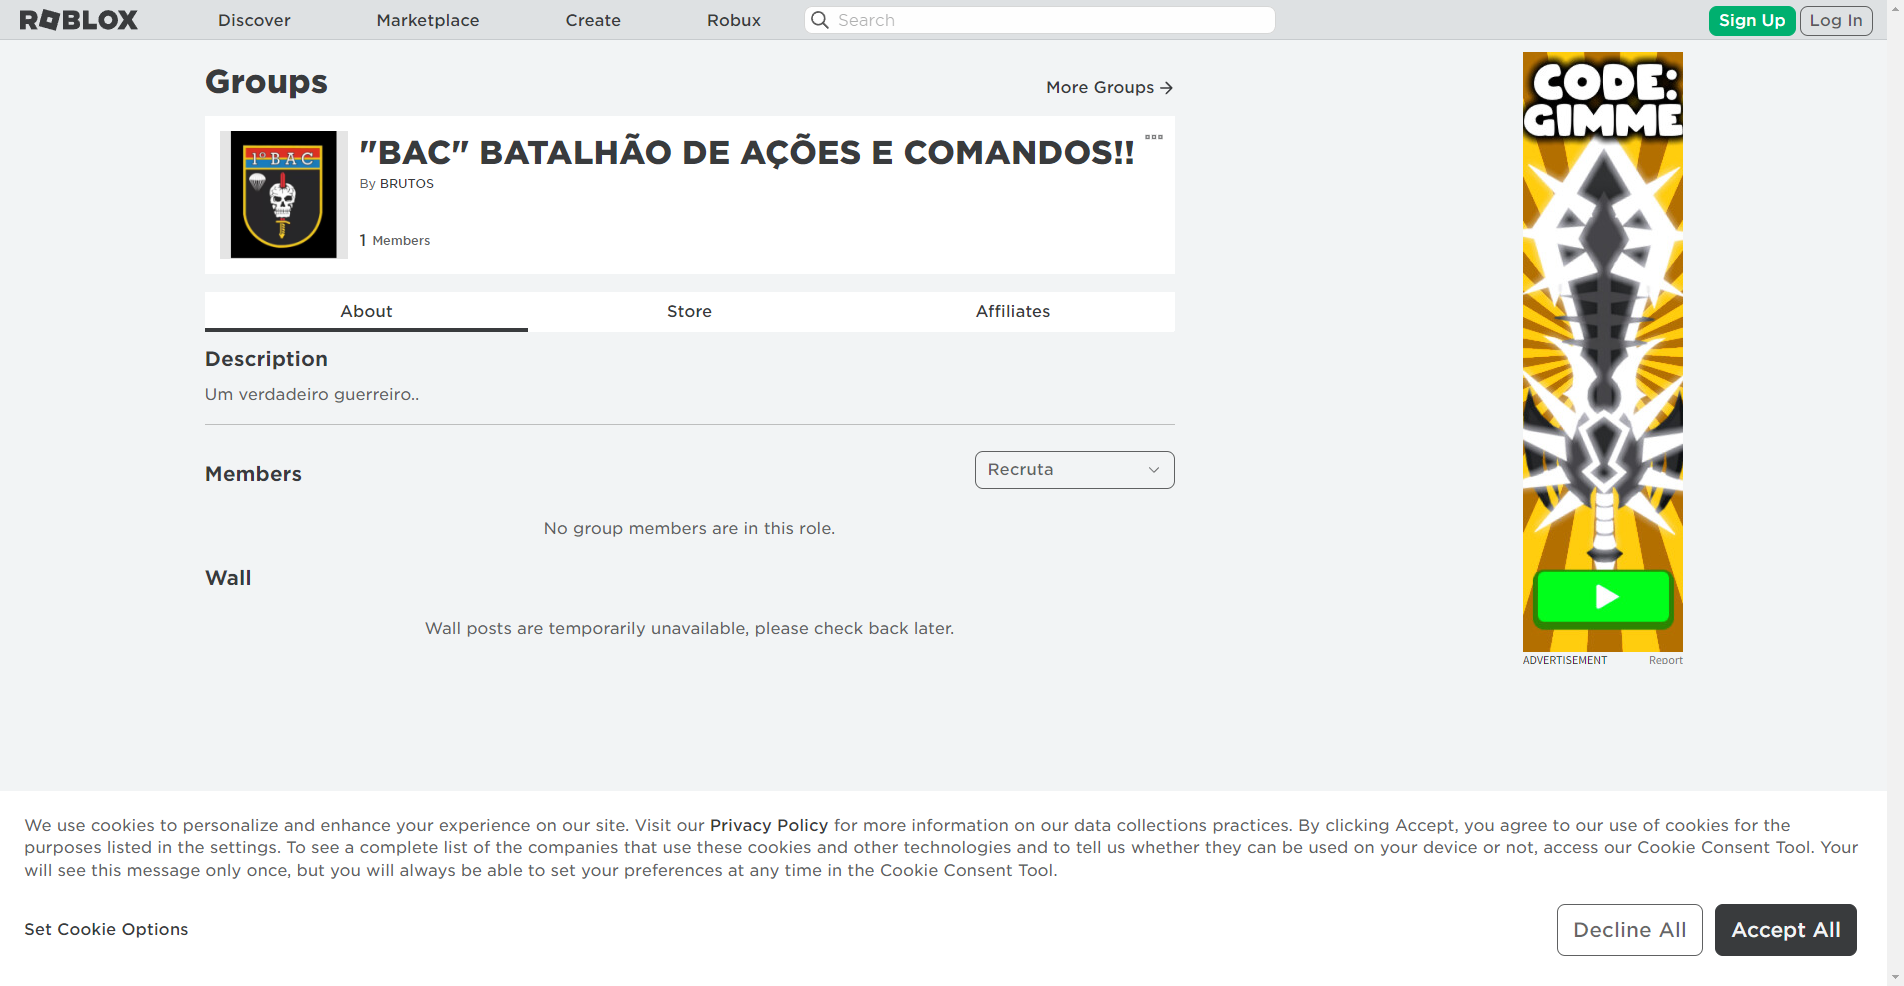 ROBLOX
Discover
Marketplace
Create
Robux
Search
Sign Up
Log In
Groups
More Groups
1º BAC
"BAC" BATALHÃO DE AÇÕES E COMANDOS!!
By BRUTOS
1 Members
About
Store
Affiliates
Description
Um verdadeiro guerreiro..
Members
Recruta
No group members are in this role.
Wall
Wall posts are temporarily unavailable, please check back later.
CODE:
GIMME
ADVERTISEMENT
Report
We use cookies to personalize and enhance your experience on our site. Visit our Privacy Policy for more information on our data collections practices. By clicking Accept, you agree to our use of cookies for the
purposes listed in the settings. To see a complete list of the companies that use these cookies and other technologies and to tell us whether they can be used on your device or not, access our Cookie Consent Tool. Your
will see this message only once, but you will always be able to set your preferences at any time in the Cookie Consent Tool.
Set Cookie Options
Decline All
Accept All